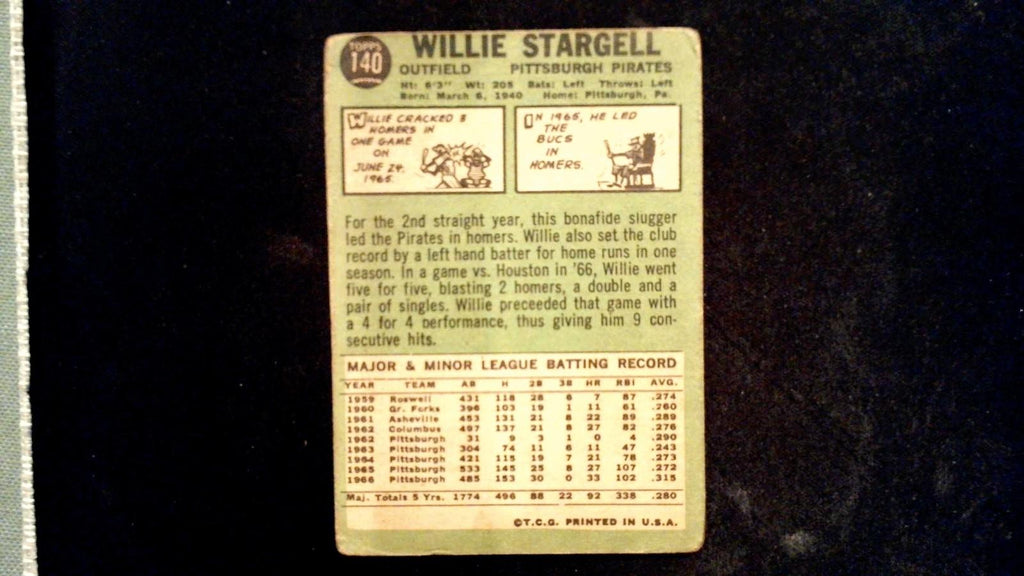 TOPPS
140
WILLIE STARGELL
OUTFIELD PITTSBURGH PIRATES
Ht: 6'3" Wt: 205 Bats: Left Throws: Left
Born: March 6, 1940 Home: Pittsburgh, Pa.
WILLIE CRACKED 3
HOMERS IN
ONE GAME
ON
JUNE 24,
1965.
IN 1965, HE LED
THE
BUCS
IN
HOMERS.
For the 2nd straight year, this bonafide slugger
led the Pirates in homers. Willie also set the club
record by a left hand batter for home runs in one
season. In a game vs. Houston in '66, Willie went
five for five, blasting 2 homers, a double and a
pair of singles. Willie preceeded that game with
a 4 for 4 performance, thus giving him 9 con-
secutive hits.
MAJOR & MINOR LEAGUE BATTING RECORD
YEAR TEAM AB H 2B 3B HR RBI AVG.
1959 Roswell 431 118 28 6 7 87 .274
1960 Gr. Forks 396 103 19 1 11 61 .260
1961 Asheville 453 131 21 8 22 89 .289
1962 Columbus 497 137 21 8 27 82 .276
1962 Pittsburgh 31 9 3 1 0 4 .290
1963 Pittsburgh 304 74 11 6 11 47 .243
1964 Pittsburgh 421 115 19 7 21 78 .273
1965 Pittsburgh 533 145 25 8 27 107 .272
1966 Pittsburgh 485 153 30 0 33 102 .315
Maj. Totals 5 Yrs. 1774 496 88 22 92 338 .280
©T.C.G. PRINTED IN U.S.A.